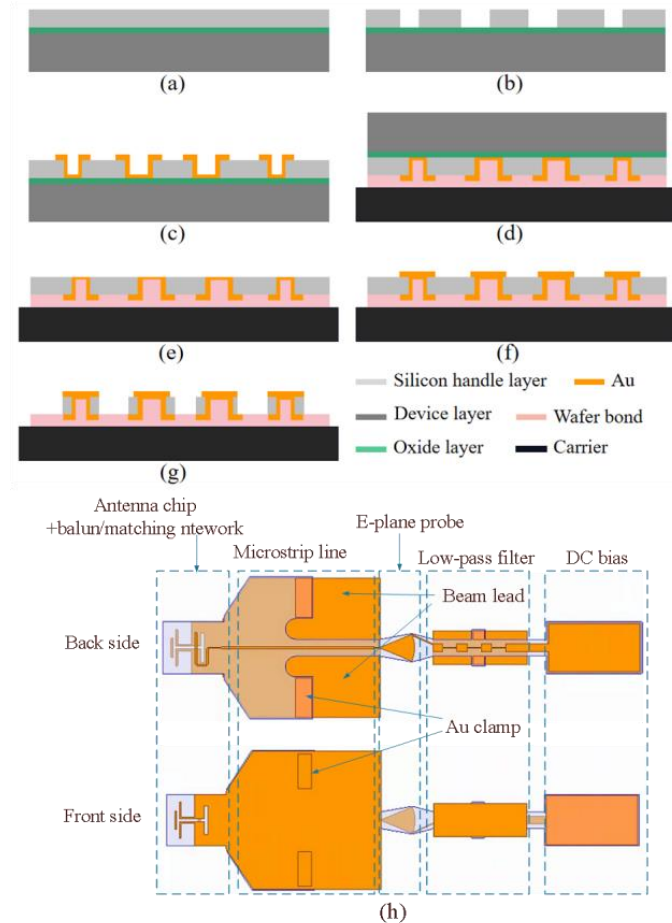 (a)
(b)
(c)
(d)
(e)
(f)
(g)
Silicon handle layer
Au
Device layer
Wafer bond
Oxide layer
Carrier
Antenna chip
+balun/matching ntework
Microstrip line
E-plane probe
Low-pass filter
DC bias
Back side
Beam lead
Au clamp
Front side
(h)